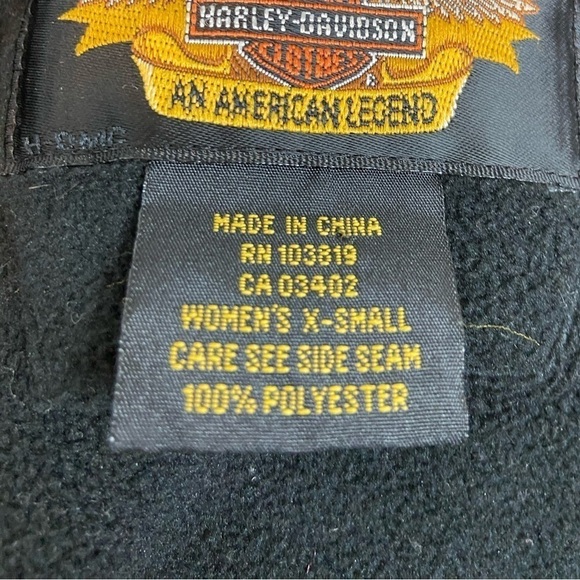 HARLEY-DAVIDSON
AN AMERICAN LEGEND
MADE IN CHINA
RN 103819
CA 03402
WOMEN'S X-SMALL
CARE SEE SIDE SEAM
100% POLYESTER